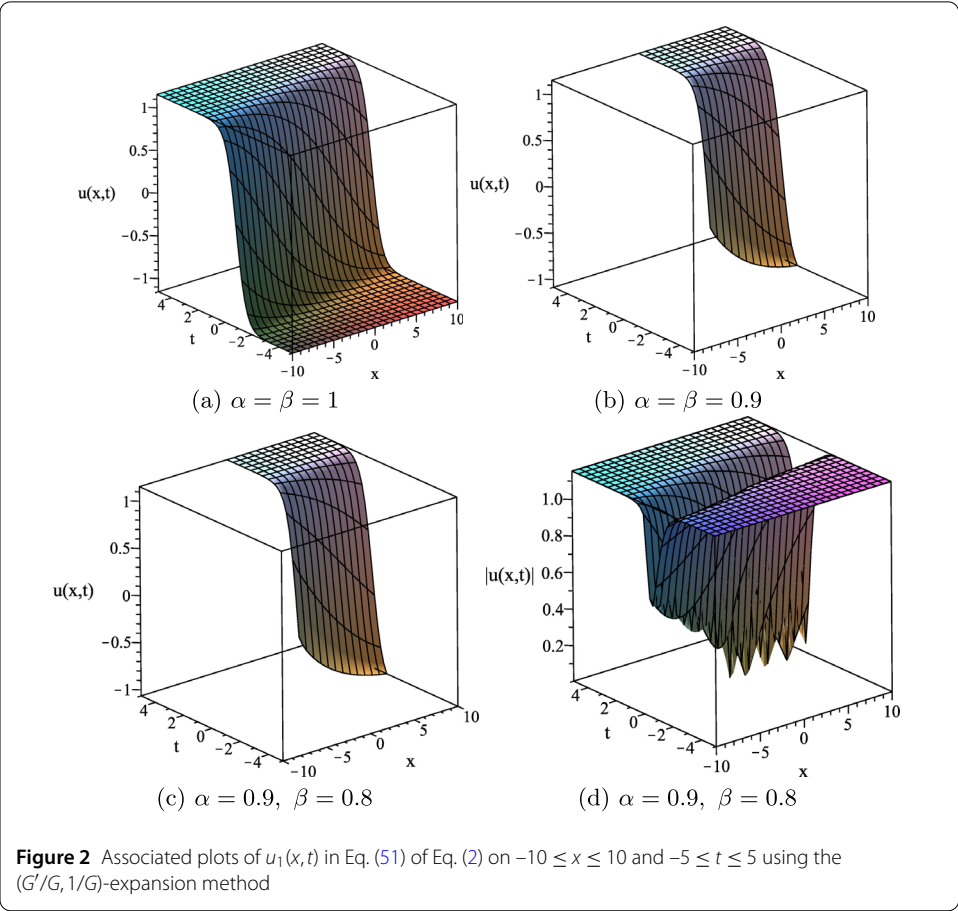 1
0.5
u(x,t) 0
−0.5
−1
4 2 0 −2 −4
t
−10 −5 0 5 10
x
(a) α = β = 1
1
0.5
u(x,t) 0
−0.5
−1
4 2 0 −2 −4
t
−10 −5 0 5 10
x
(b) α = β = 0.9
1
0.5
u(x,t) 0
−0.5
−1
4 2 0 −2 −4
t
−10 −5 0 5 10
x
(c) α = 0.9, β = 0.8
1.0
0.8
|u(x,t)| 0.6
0.4
0.2
4 2 0 −2 −4
t
−10 −5 0 5 10
x
(d) α = 0.9, β = 0.8
Figure 2 Associated plots of u₁(x, t) in Eq. (51) of Eq. (2) on −10 ≤ x ≤ 10 and −5 ≤ t ≤ 5 using the
(G′/G, 1/G)-expansion method